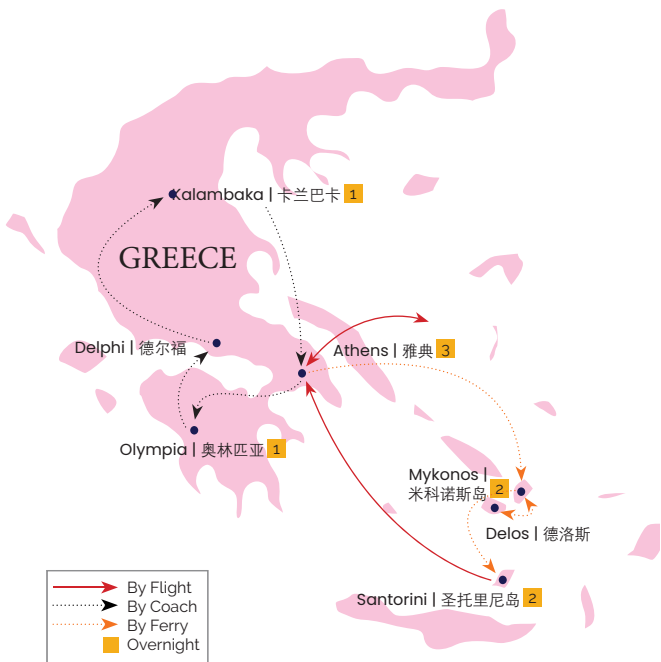 Kalambaka | 卡兰巴卡 1
GREECE
Delphi | 德尔福
Athens | 雅典 3
Olympia | 奥林匹亚 1
Mykonos |
米科诺斯岛 2
Delos | 德洛斯
Santorini | 圣托里尼岛 2
By Flight
By Coach
By Ferry
Overnight